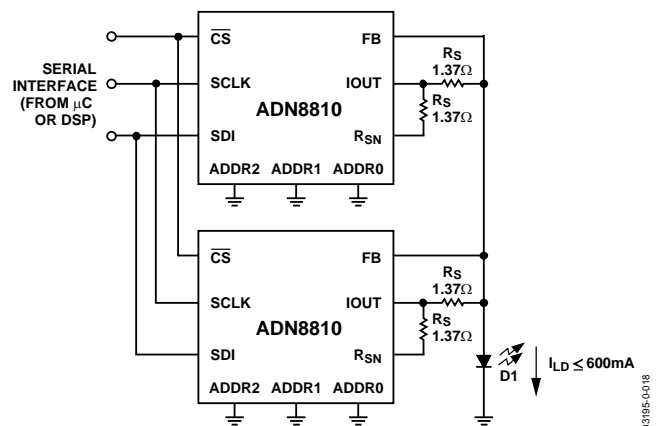 CS FB
RS
1.37Ω
SERIAL
INTERFACE
(FROM μC
OR DSP)
SCLK IOUT
ADN8810
RS
1.37Ω
SDI RSN
ADDR2 ADDR1 ADDR0
CS FB
RS
1.37Ω
SCLK IOUT
ADN8810
RS
1.37Ω
SDI RSN
D1
ILD ≤ 600mA
ADDR2 ADDR1 ADDR0
03195-0-018